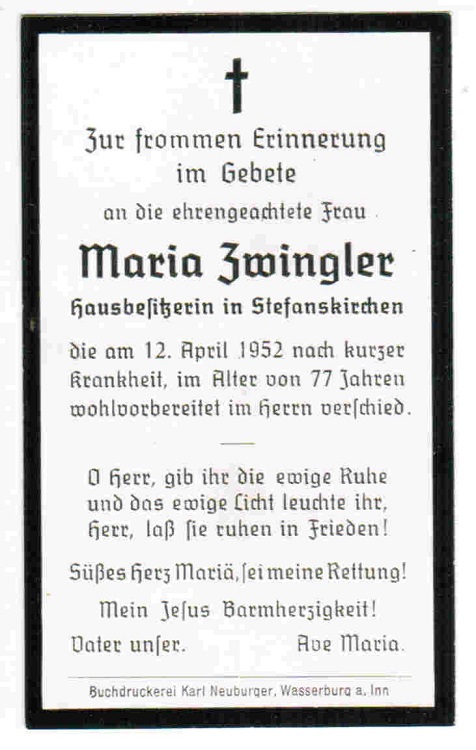 Zur frommen Erinnerung
im Gebete
an die ehrengeachtete Frau
Maria Zwingler
Hausbesitzerin in Stefanskirchen
die am 12. April 1952 nach kurzer
Krankheit, im Alter von 77 Jahren
wohlvorbereitet im Herrn verschied.
O Herr, gib ihr die ewige Ruhe
und das ewige Licht leuchte ihr,
Herr, laß sie ruhen in Frieden!
Süßes Herz Mariä, sei meine Rettung!
Mein Jesus Barmherzigkeit!
Vater unser. Ave Maria.
Buchdruckerei Karl Neuburger, Wasserburg a. Inn